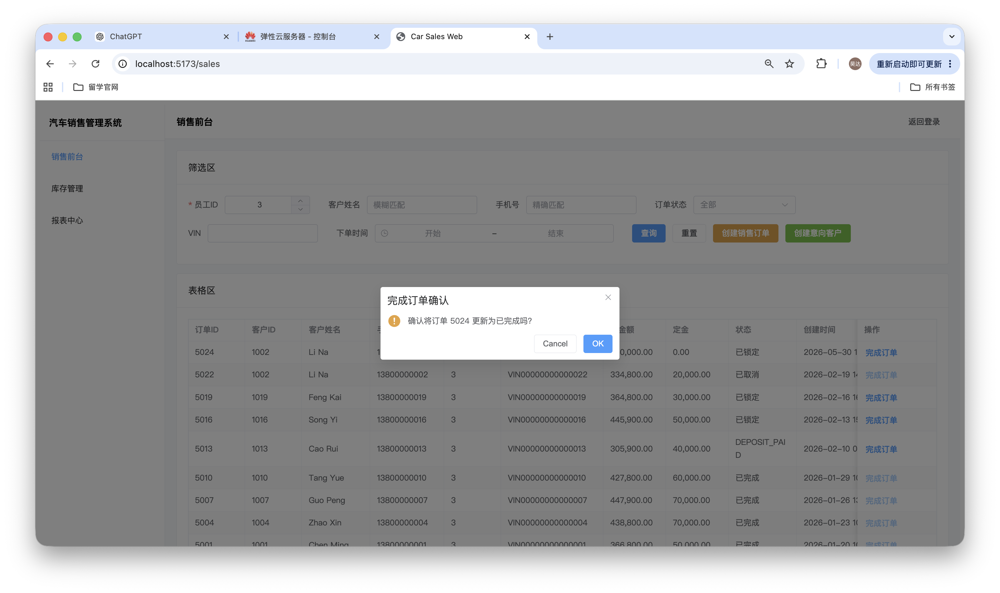 ChatGPT
弹性云服务器 - 控制台
Car Sales Web
localhost:5173/sales
昊达
重新启动即可更新
留学官网
所有书签
汽车销售管理系统
销售前台
返回登录
销售前台
库存管理
报表中心
筛选区
* 员工ID 3 客户姓名 模糊匹配 手机号 精确匹配 订单状态 全部
VIN 下单时间 开始 - 结束 查询 重置 创建销售订单 创建意向客户
表格区
完成订单确认
确认将订单 5024 更新为已完成吗?
Cancel OK
订单ID 客户ID 客户姓名 金额 定金 状态 创建时间 操作
5024 1002 Li Na 1 0,000.00 0.00 已锁定 2026-05-30 1 完成订单
5022 1002 Li Na 13800000002 3 VIN00000000000022 334,800.00 20,000.00 已取消 2026-02-19 14 完成订单
5019 1019 Feng Kai 13800000019 3 VIN00000000000019 364,800.00 30,000.00 已锁定 2026-02-16 16 完成订单
5016 1016 Song Yi 13800000016 3 VIN00000000000016 445,900.00 50,000.00 已锁定 2026-02-13 15 完成订单
5013 1013 Cao Rui 13800000013 3 VIN00000000000013 305,900.00 40,000.00 DEPOSIT_PAI
D 2026-02-10 0 完成订单
5010 1010 Tang Yue 13800000010 3 VIN00000000000010 427,800.00 60,000.00 已完成 2026-01-29 10 完成订单
5007 1007 Guo Peng 13800000007 3 VIN00000000000007 447,900.00 70,000.00 已完成 2026-01-26 13 完成订单
5004 1004 Zhao Xin 13800000004 3 VIN00000000000004 438,800.00 70,000.00 已完成 2026-01-23 10 完成订单
5001 1001 Chen Ming 13800000001 3 VIN00000000000001 366,800.00 50,000.00 已完成 2026-01-20 10 完成订单